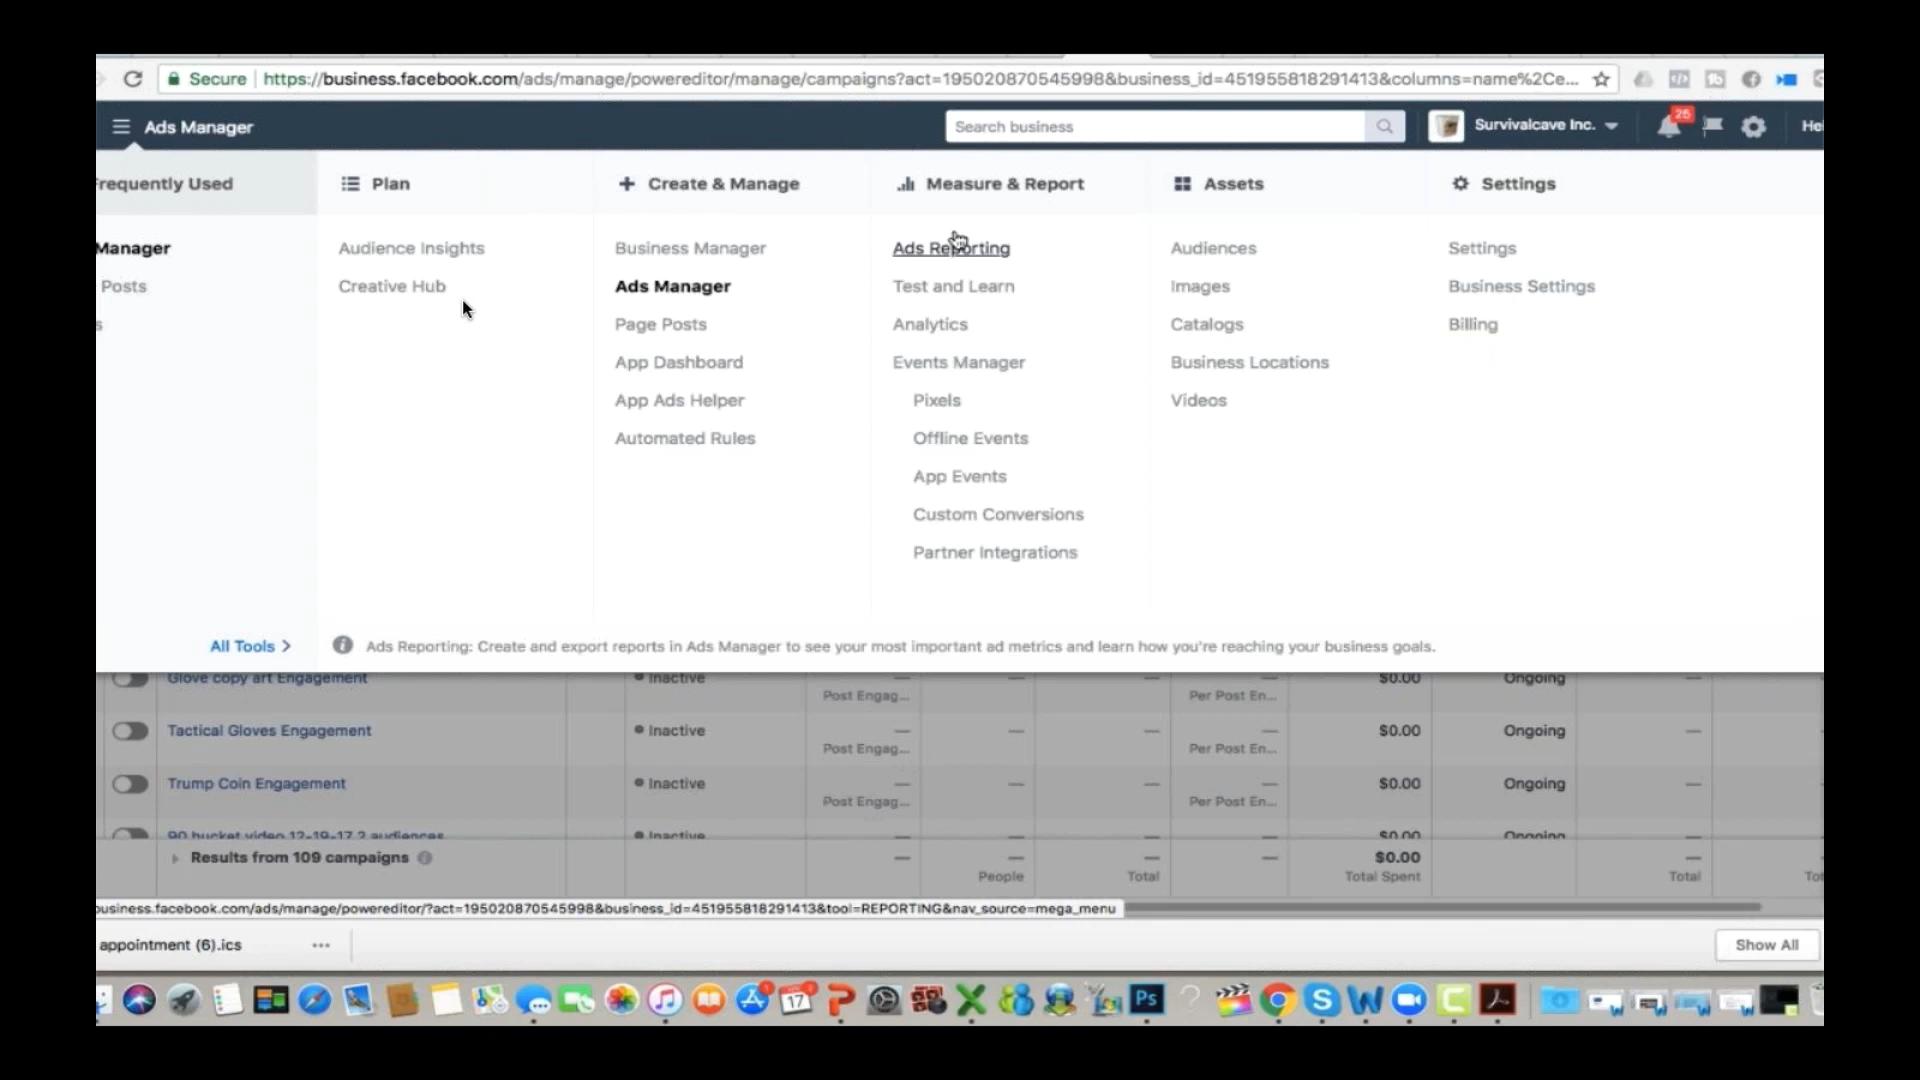 Secure | https://business.facebook.com/ads/manage/powereditor/manage/campaigns?act=195020870545998&business_id=451955818291413&columns=name%2Ce...
Ads Manager
Search business
Survivalcave Inc.
25
Frequently Used
Plan
Create & Manage
Measure & Report
Assets
Settings
Manager
Audience Insights
Business Manager
Ads Reporting
Audiences
Settings
Posts
Creative Hub
Ads Manager
Test and Learn
Images
Business Settings
s
Page Posts
Analytics
Catalogs
Billing
App Dashboard
Events Manager
Business Locations
App Ads Helper
Pixels
Videos
Automated Rules
Offline Events
App Events
Custom Conversions
Partner Integrations
All Tools
Ads Reporting: Create and export reports in Ads Manager to see your most important ad metrics and learn how you're reaching your business goals.
Glove copy art Engagement Inactive — — — — $0.00 Ongoing —
Post Engag... Per Post En...
Tactical Gloves Engagement Inactive — — — — $0.00 Ongoing —
Post Engag... Per Post En...
Trump Coin Engagement Inactive — — — — $0.00 Ongoing —
Post Engag... Per Post En...
90 bucket video 12-19-17 2 audiences Inactive — — — — $0.00 Ongoing —
Results from 109 campaigns — — — — $0.00 —
People Total Total Spent Total
business.facebook.com/ads/manage/powereditor/?act=195020870545998&business_id=451955818291413&tool=REPORTING&nav_source=mega_menu
appointment (6).ics
Show All
17
Ps